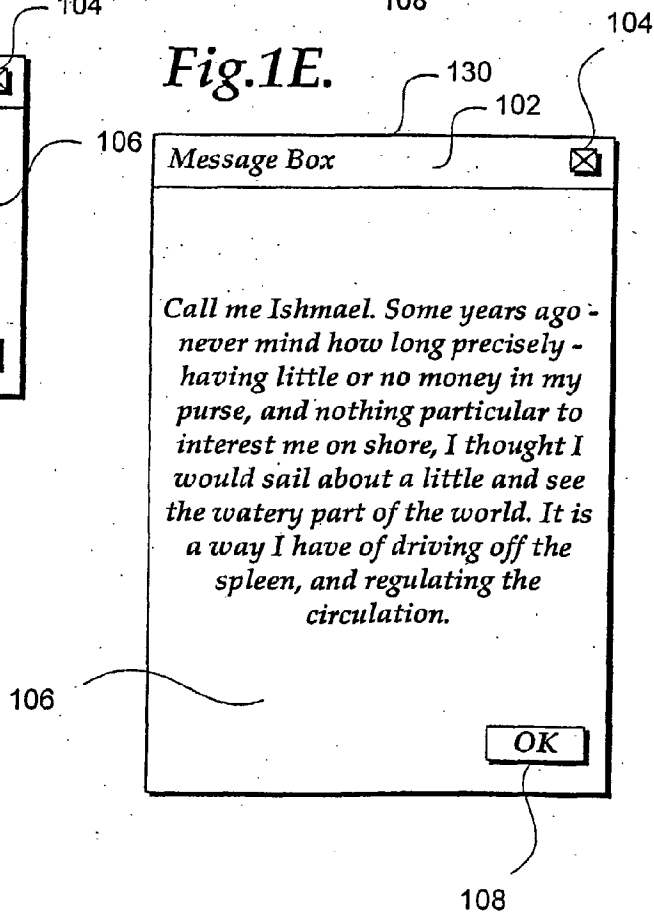 104
108
104
Fig.1E.
130
102
106
Message Box
Call me Ishmael. Some years ago -
never mind how long precisely -
having little or no money in my
purse, and nothing particular to
interest me on shore, I thought I
would sail about a little and see
the watery part of the world. It is
a way I have of driving off the
spleen, and regulating the
circulation.
106
OK
108